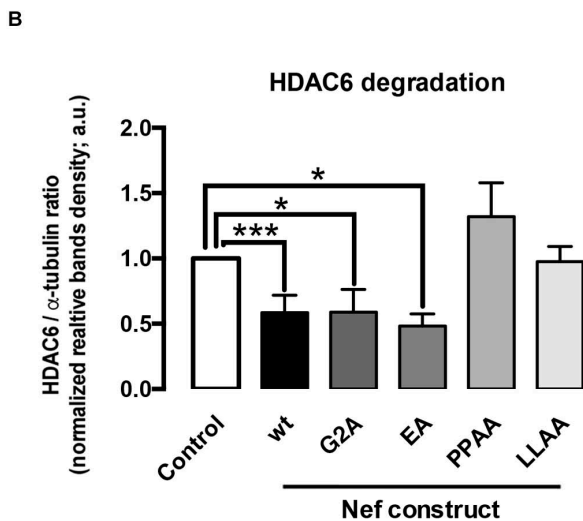 B
HDAC6 degradation
HDAC6 / α-tubulin ratio
(normalized realtive bands density; a.u.)
2.0
1.5
1.0
0.5
0.0
*
*
***
Control
wt
G2A
EA
PPAA
LLAA
Nef construct